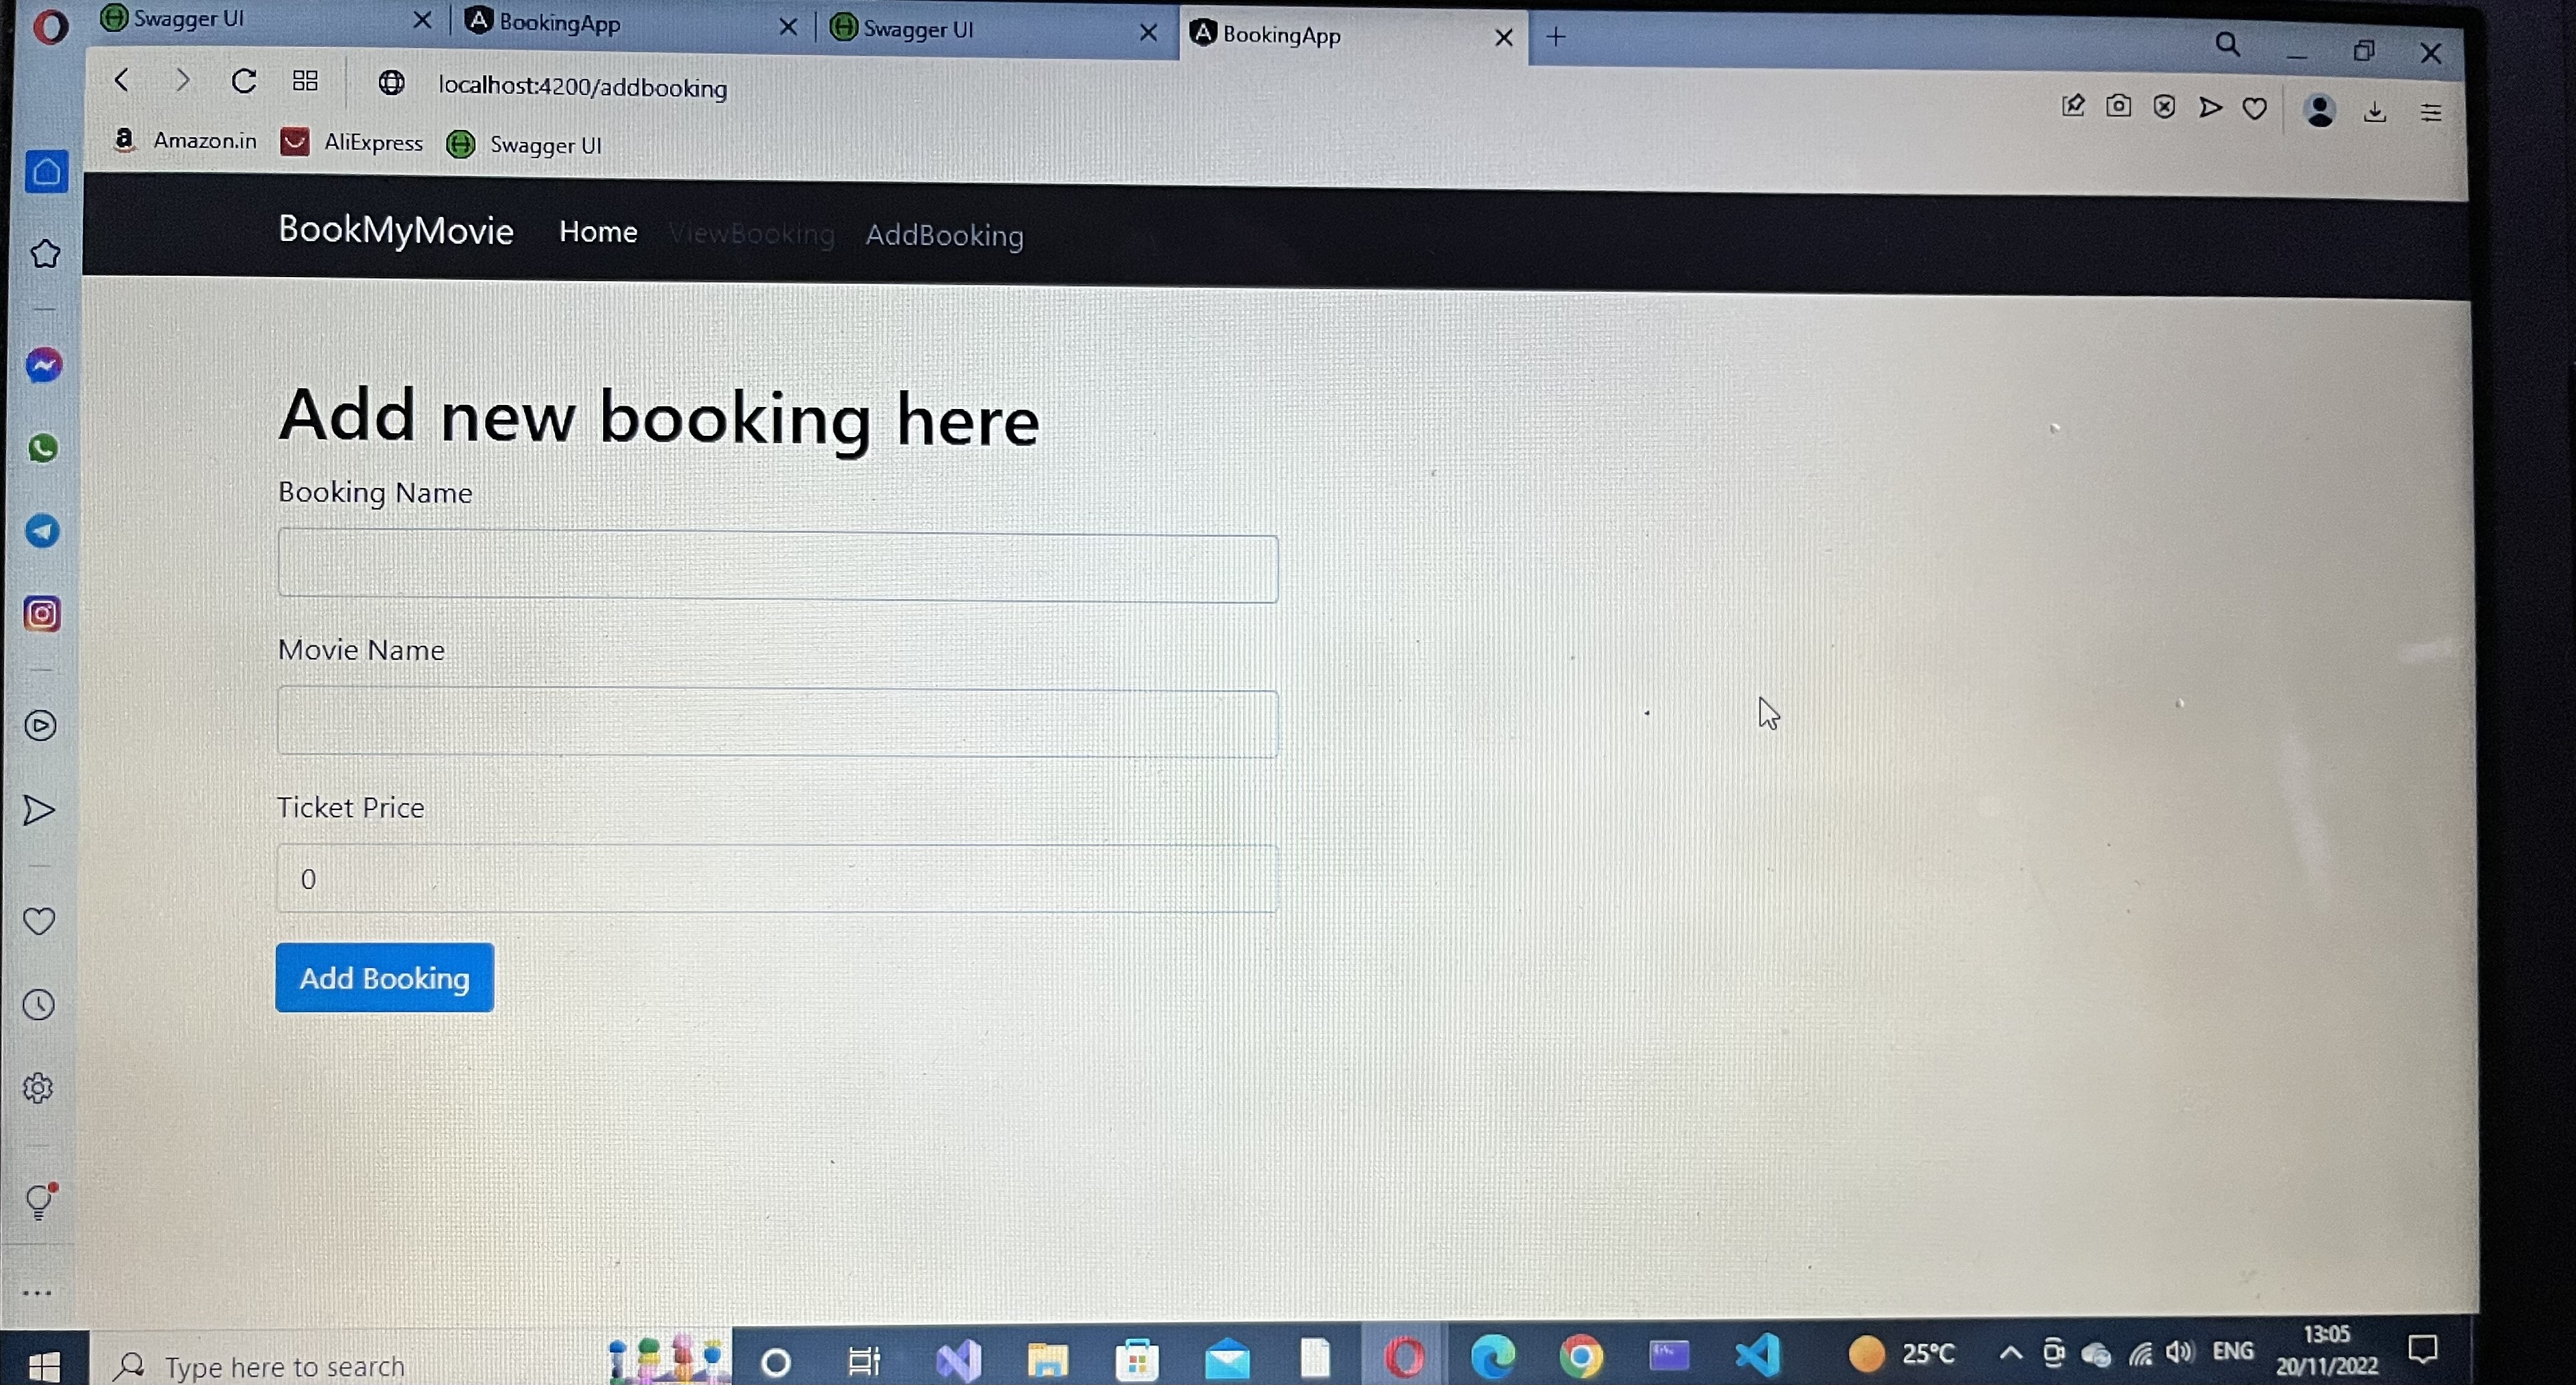 Swagger UI BookingApp Swagger UI BookingApp
localhost:4200/addbooking
a Amazon.in AliExpress Swagger UI
BookMyMovie Home ViewBooking AddBooking
Add new booking here
Booking Name
Movie Name
Ticket Price
0
Add Booking
Type here to search
25°C ENG 13:05
20/11/2022